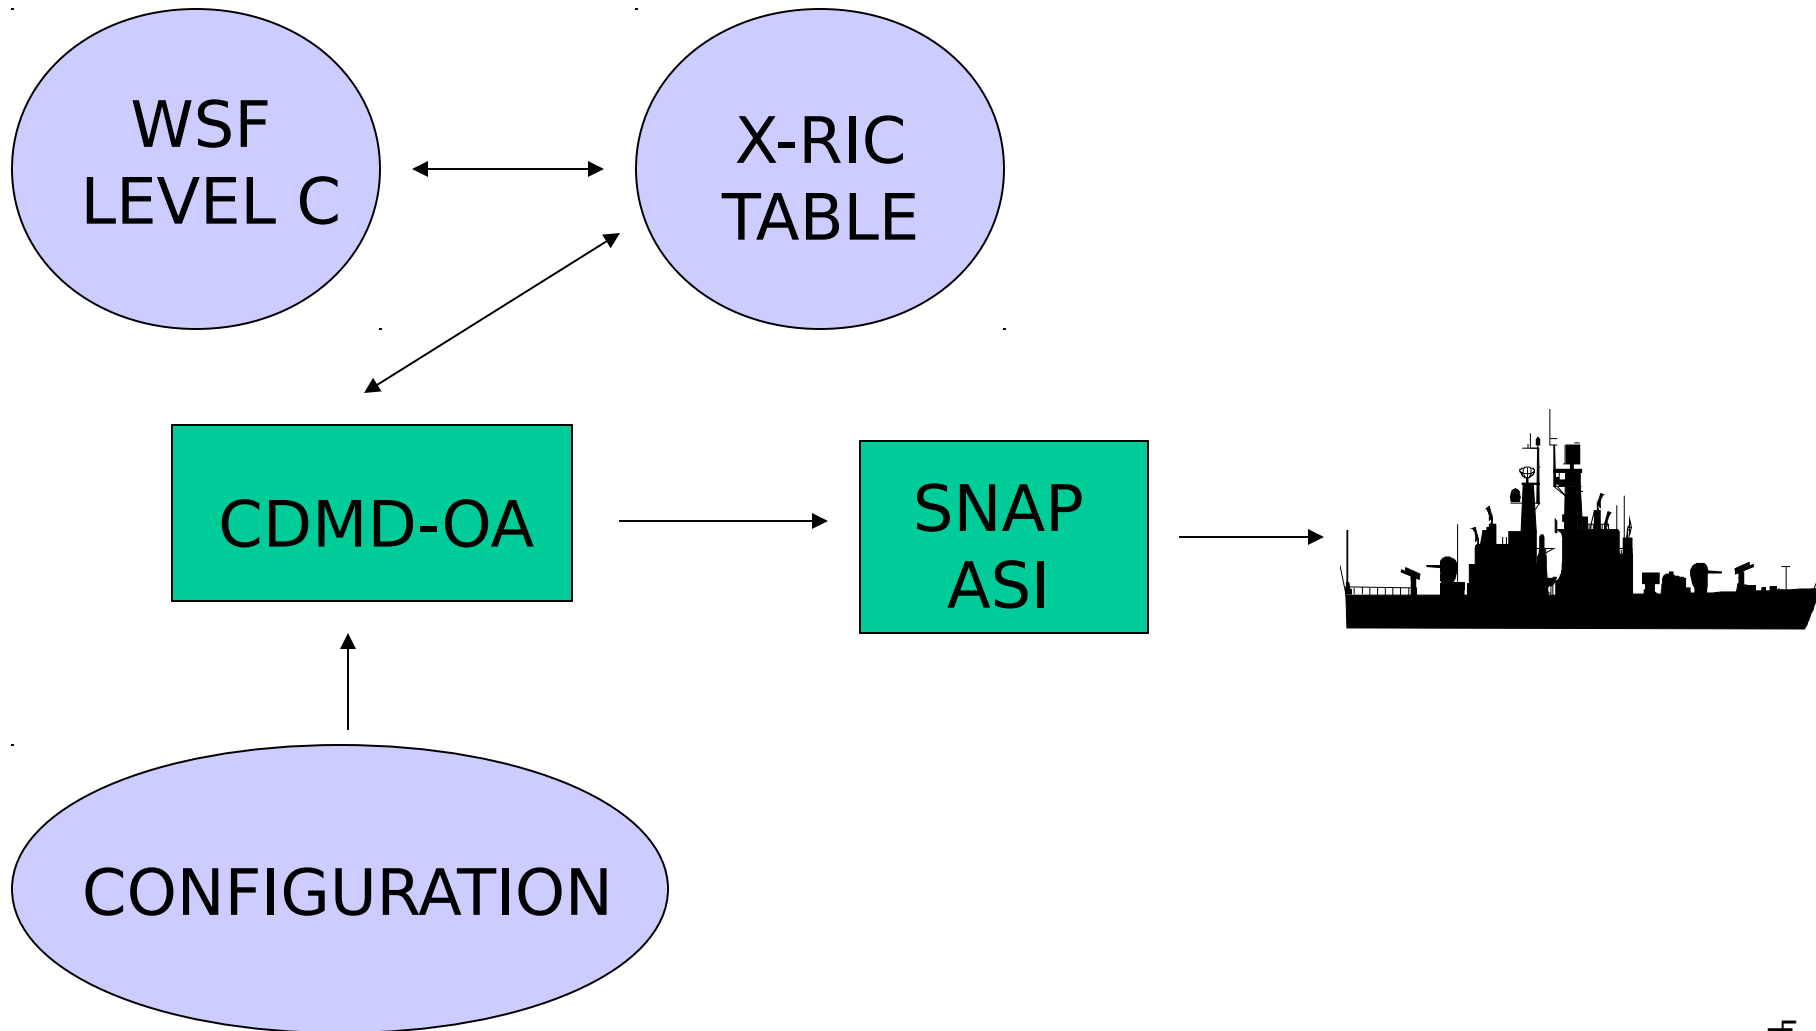 WSF
LEVEL C
X-RIC
TABLE
CDMD-OA
SNAP
ASI
CONFIGURATION